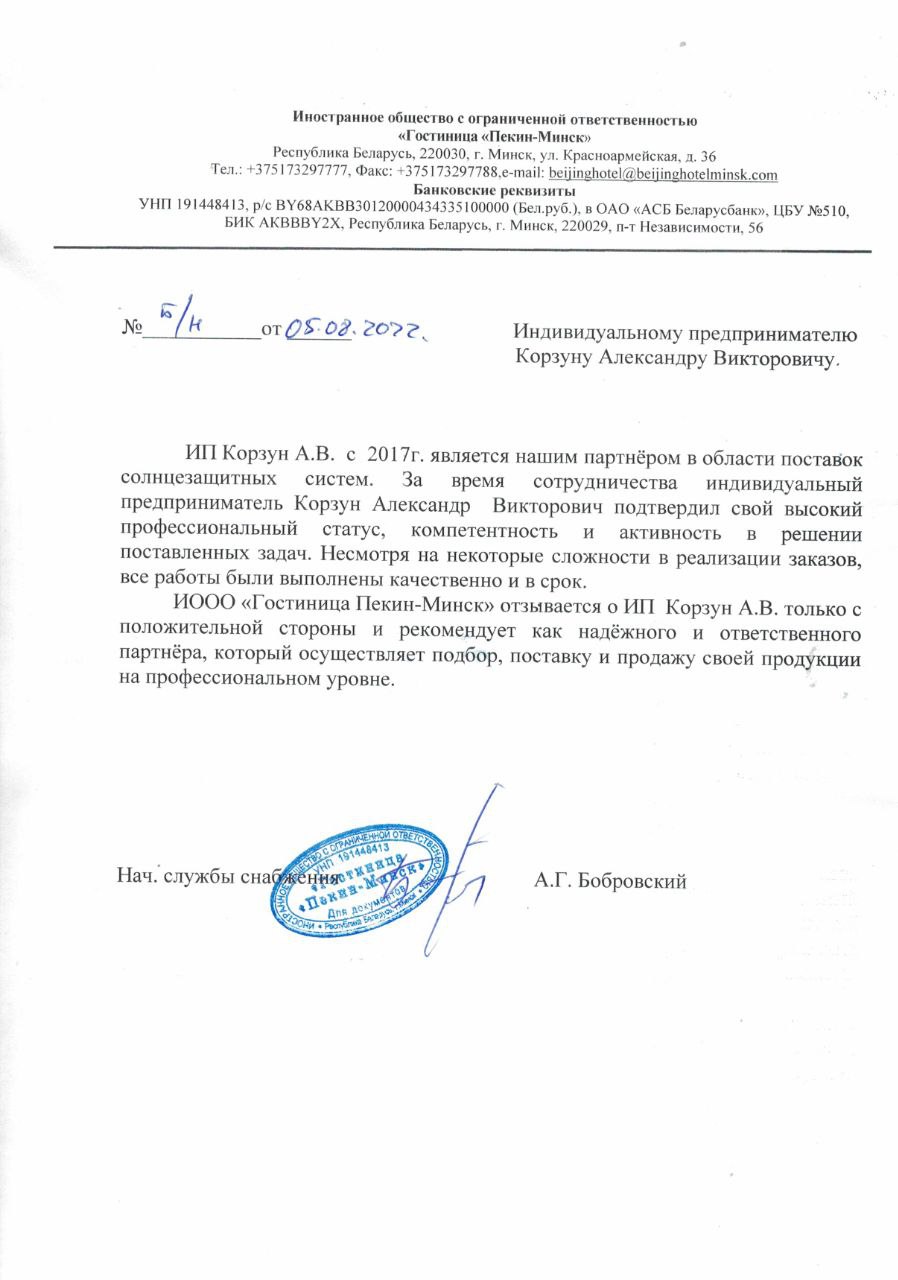 Иностранное общество с ограниченной ответственностью
«Гостиница «Пекин-Минск»
Республика Беларусь, 220030, г. Минск, ул. Красноармейская, д. 36
Тел.: +375173297777, Факс: +375173297788,e-mail: beijinghotel@beijinghotelminsk.com
Банковские реквизиты
УНП 191448413, р/с BY68AKBB30120000434335100000 (Бел.руб.), в ОАО «АСБ Беларусбанк», ЦБУ №510,
БИК AKBBBY2X, Республика Беларусь, г. Минск, 220029, п-т Независимости, 56
№ б/н от 05.08.2022.
Индивидуальному предпринимателю
Корзуну Александру Викторовичу.
ИП Корзун А.В. с 2017г. является нашим партнёром в области поставок
солнцезащитных систем. За время сотрудничества индивидуальный
предприниматель Корзун Александр Викторович подтвердил свой высокий
профессиональный статус, компетентность и активность в решении
поставленных задач. Несмотря на некоторые сложности в реализации заказов,
все работы были выполнены качественно и в срок.
ИООО «Гостиница Пекин-Минск» отзывается о ИП Корзун А.В. только с
положительной стороны и рекомендует как надёжного и ответственного
партнёра, который осуществляет подбор, поставку и продажу своей продукции
на профессиональном уровне.
Нач. службы снабжения
А.Г. Бобровский
ИНОСТРАННОЕ ОБЩЕСТВО С ОГРАНИЧЕННОЙ ОТВЕТСТВЕННОСТЬЮ
УНП 191448413
«Гостиница
«Пекин-Минск»
Для документов
Республика Беларусь, г. Минск